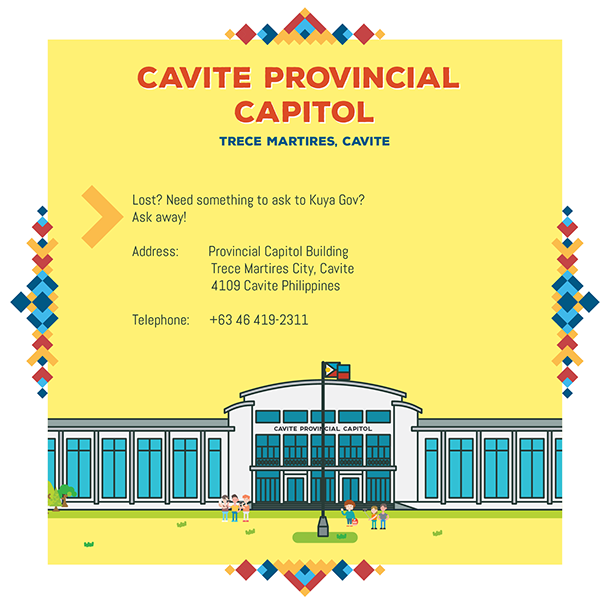 CAVITE PROVINCIAL
CAPITOL
TRECE MARTIRES, CAVITE
Lost? Need something to ask to Kuya Gov?
Ask away!
Address: Provincial Capitol Building
Trece Martires City, Cavite
4109 Cavite Philippines
Telephone: +63 46 419-2311
CAVITE PROVINCIAL CAPITOL